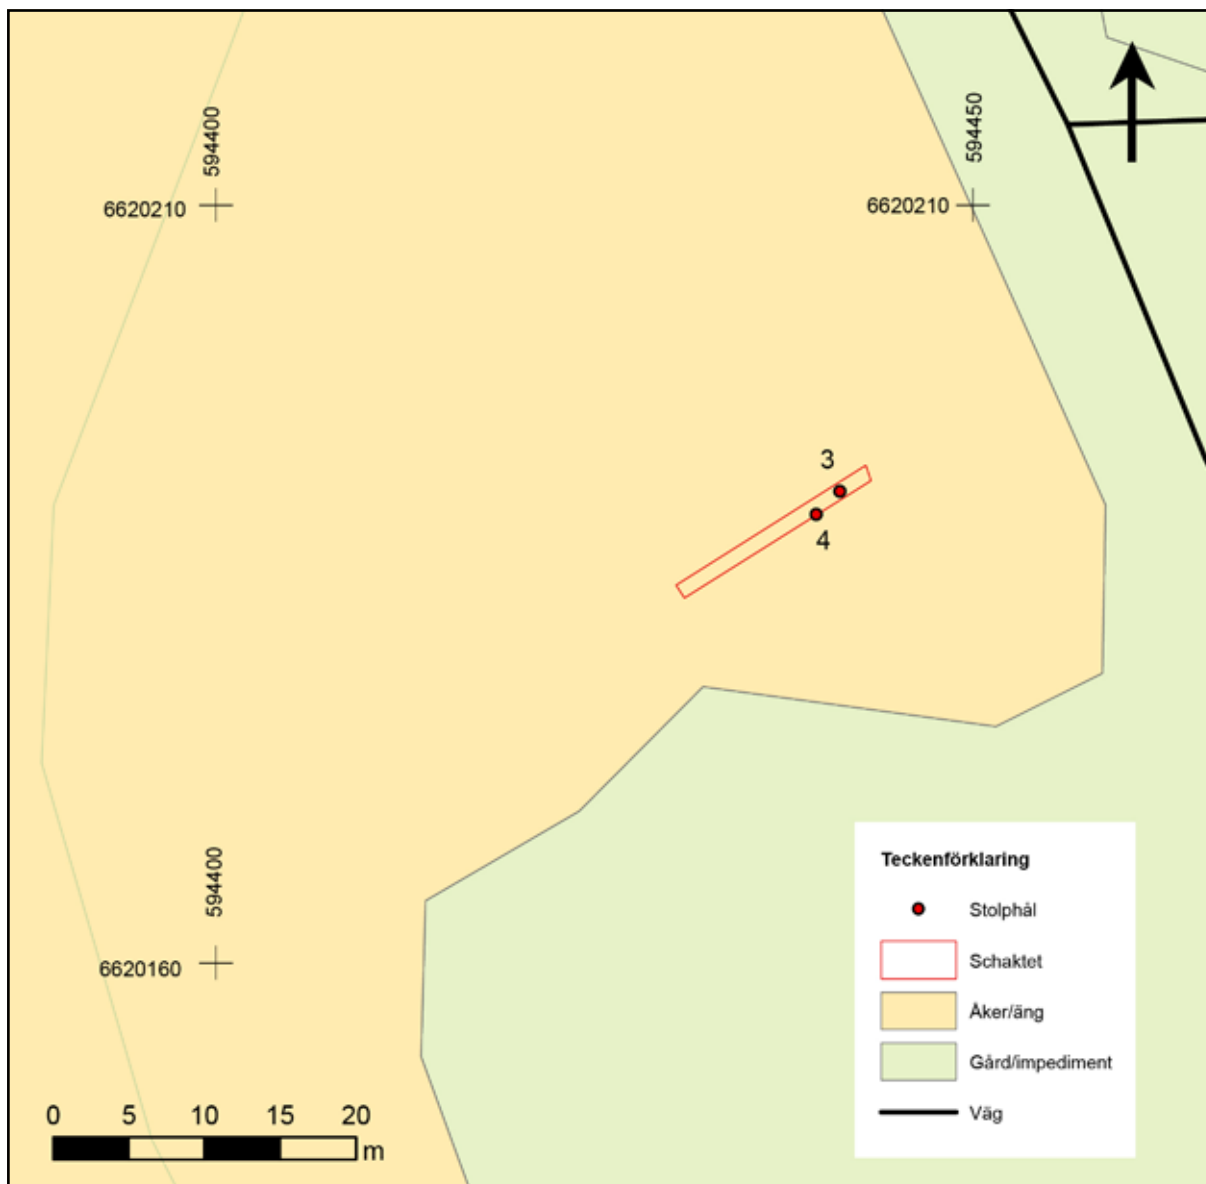 594400
594450
6620210
6620210
3
4
594400
6620160
Teckenförklaring
Stolphål
Schaktet
Åker/äng
Gård/impediment
Väg
0 5 10 15 20
m